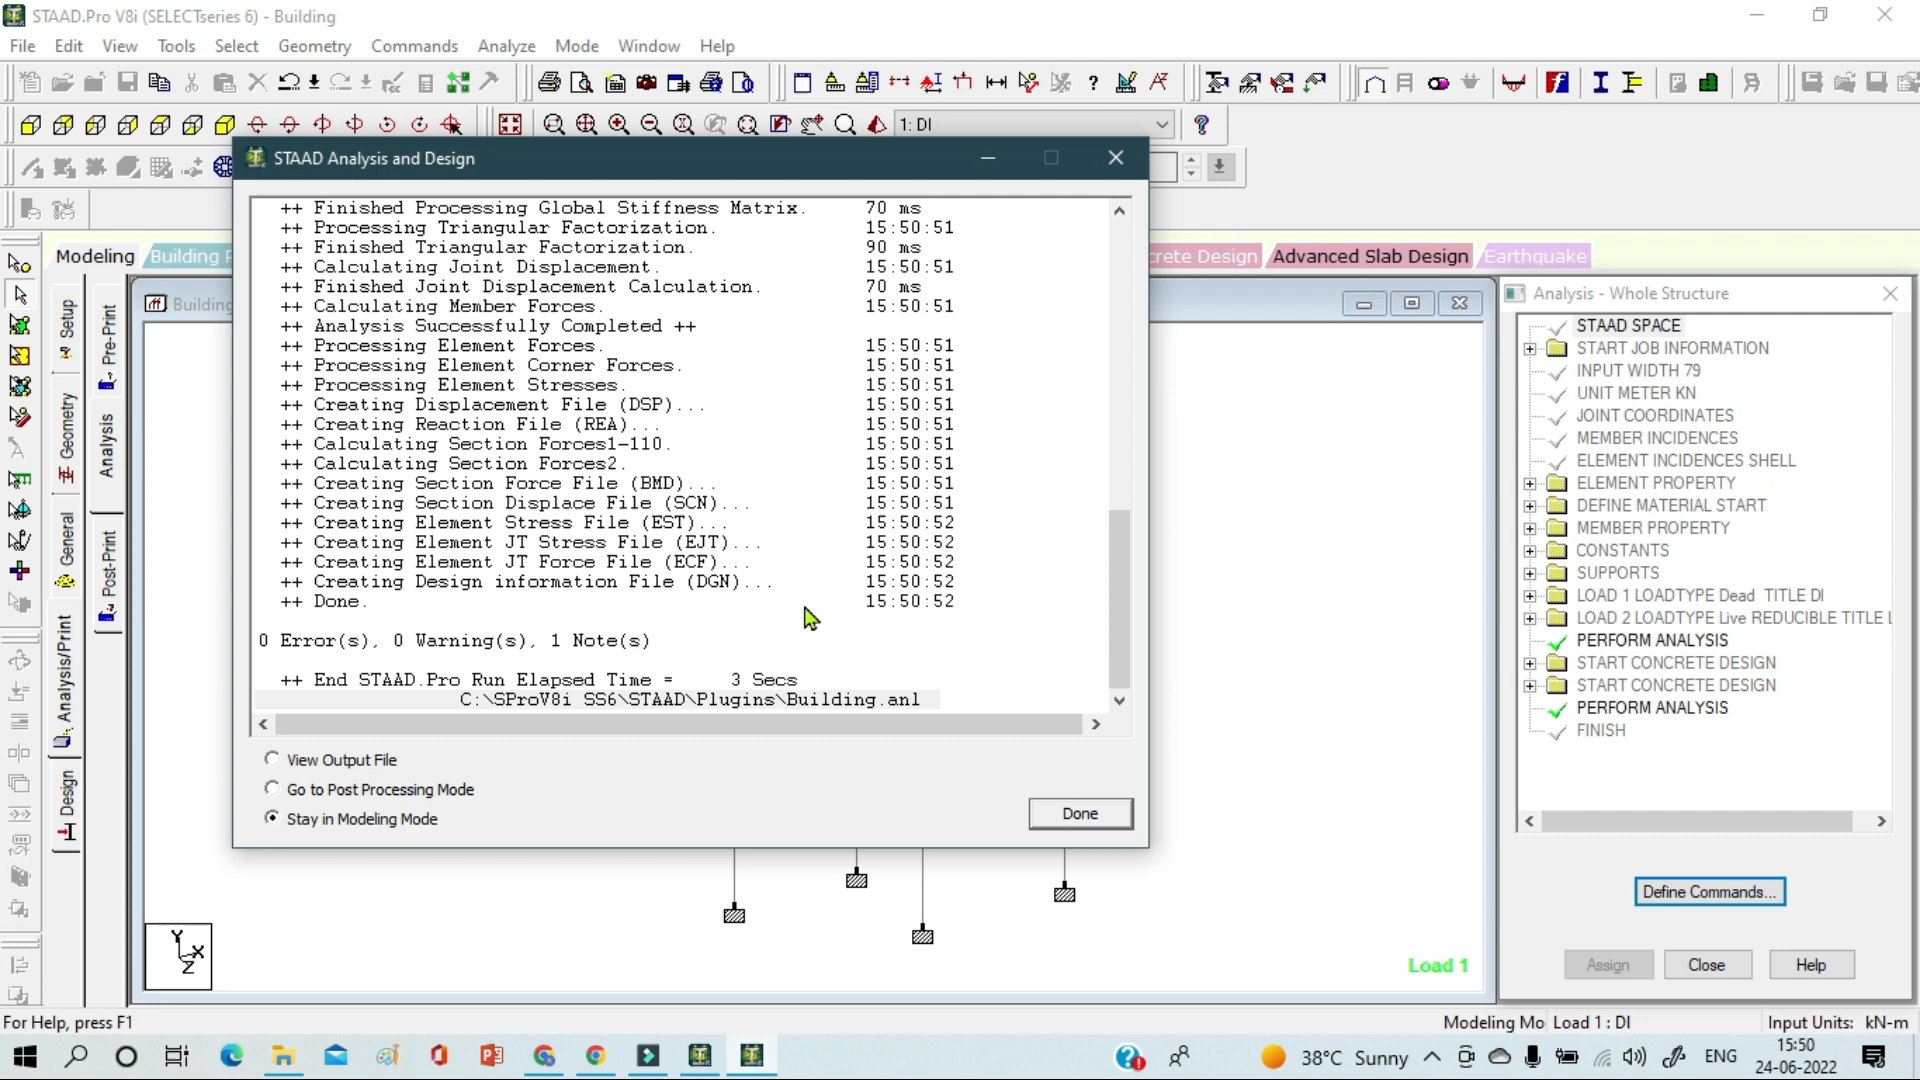 STAAD.Pro V8i (SELECTseries 6) - Building
File Edit View Tools Select Geometry Commands Analyze Mode Window Help
1: DI
STAAD Analysis and Design
++ Finished Processing Global Stiffness Matrix. 70 ms
++ Processing Triangular Factorization. 15:50:51
++ Finished Triangular Factorization. 90 ms
++ Calculating Joint Displacement. 15:50:51
++ Finished Joint Displacement Calculation. 70 ms
++ Calculating Member Forces. 15:50:51
++ Analysis Successfully Completed ++
++ Processing Element Forces. 15:50:51
++ Processing Element Corner Forces. 15:50:51
++ Processing Element Stresses. 15:50:51
++ Creating Displacement File (DSP)... 15:50:51
++ Creating Reaction File (REA)... 15:50:51
++ Calculating Section Forces1-110. 15:50:51
++ Calculating Section Forces2. 15:50:51
++ Creating Section Force File (BMD)... 15:50:51
++ Creating Section Displace File (SCN)... 15:50:51
++ Creating Element Stress File (EST)... 15:50:52
++ Creating Element JT Stress File (EJT)... 15:50:52
++ Creating Element JT Force File (ECF)... 15:50:52
++ Creating Design information File (DGN)... 15:50:52
++ Done. 15:50:52
0 Error(s), 0 Warning(s), 1 Note(s)
++ End STAAD.Pro Run Elapsed Time = 3 Secs
C:\SProV8i SS6\STAAD\Plugins\Building.anl
View Output File
Go to Post Processing Mode
Stay in Modeling Mode
Done
Modeling
Building P
crete Design
Advanced Slab Design
Earthquake
Building
Setup
Geometry
General
Analysis/Print
Design
Pre-Print
Analysis
Post-Print
Y
X
Z
Load 1
Analysis - Whole Structure
STAAD SPACE
START JOB INFORMATION
INPUT WIDTH 79
UNIT METER KN
JOINT COORDINATES
MEMBER INCIDENCES
ELEMENT INCIDENCES SHELL
ELEMENT PROPERTY
DEFINE MATERIAL START
MEMBER PROPERTY
CONSTANTS
SUPPORTS
LOAD 1 LOADTYPE Dead TITLE DI
LOAD 2 LOADTYPE Live REDUCIBLE TITLE L
PERFORM ANALYSIS
START CONCRETE DESIGN
START CONCRETE DESIGN
PERFORM ANALYSIS
FINISH
Define Commands...
Assign
Close
Help
For Help, press F1
Modeling Mo
Load 1 : DI
Input Units: kN-m
38°C Sunny
ENG
15:50
24-06-2022